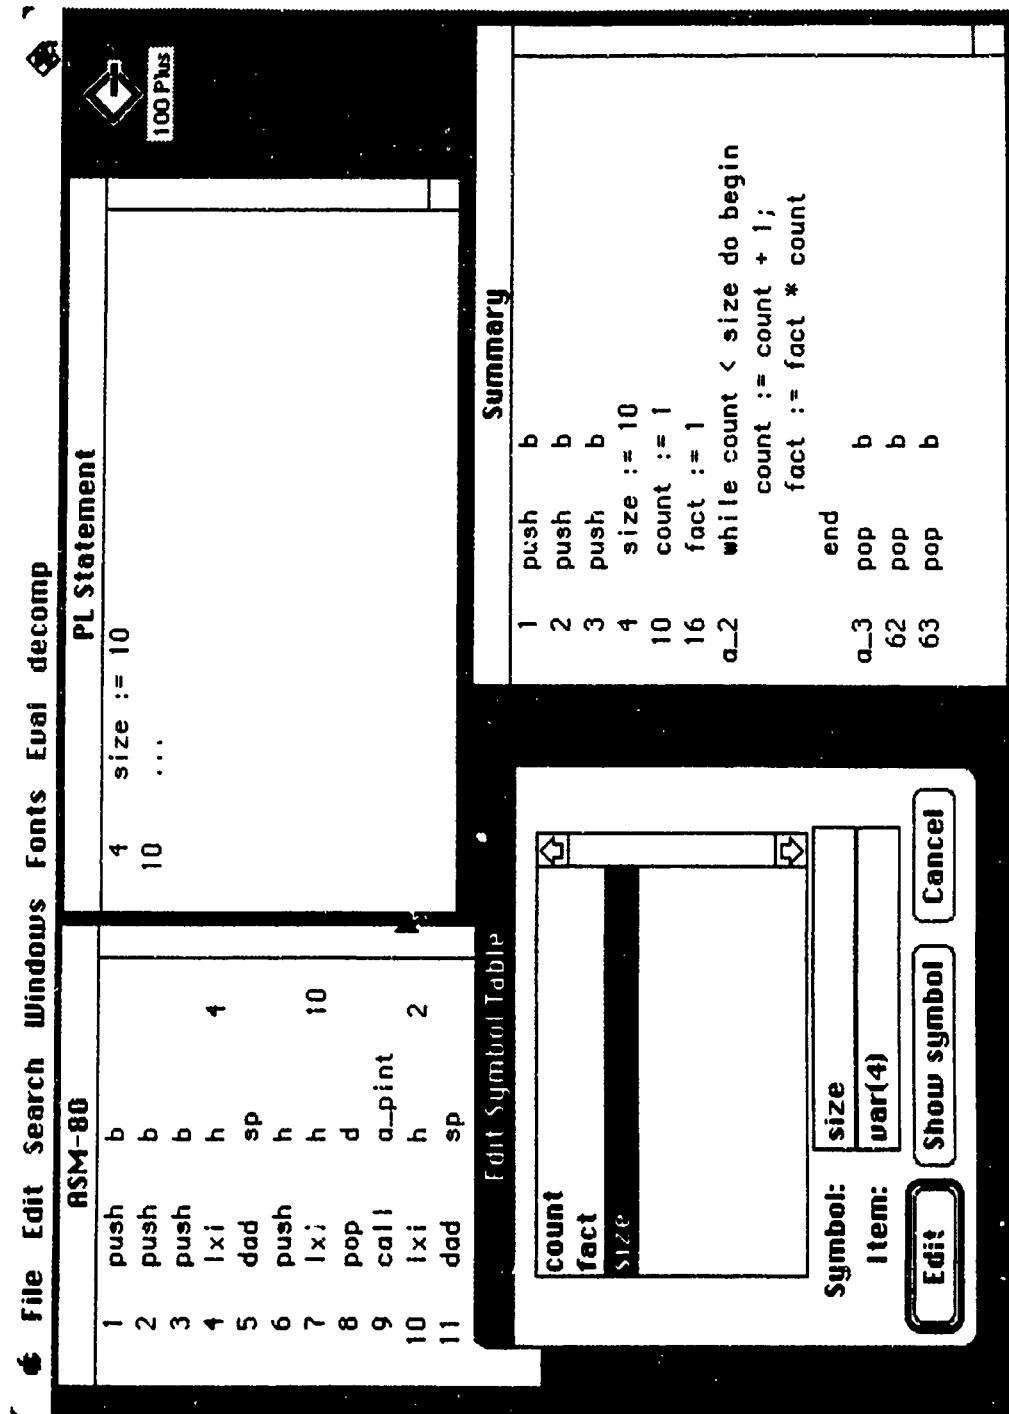 File Edit Search Windows Fonts Eval decomp
ASM-80
1 push b
2 push b
3 push b
4 lxi h 4
5 dad sp
6 push h
7 lxi h 10
8 pop d
9 call a_pint
10 lxi h 2
11 dad sp
PL Statement
4 size := 10
10 ...
100 Plus
Edit Symbol Table
count
fact
size
Symbol: size
Item: var(4)
Edit Show symbol Cancel
Summary
1 push b
2 push b
3 push b
4 size := 10
10 count := 1
16 fact := 1
a_2 while count < size do begin
count := count + 1;
fact := fact * count
end
a_3 pop b
62 pop b
63 pop b